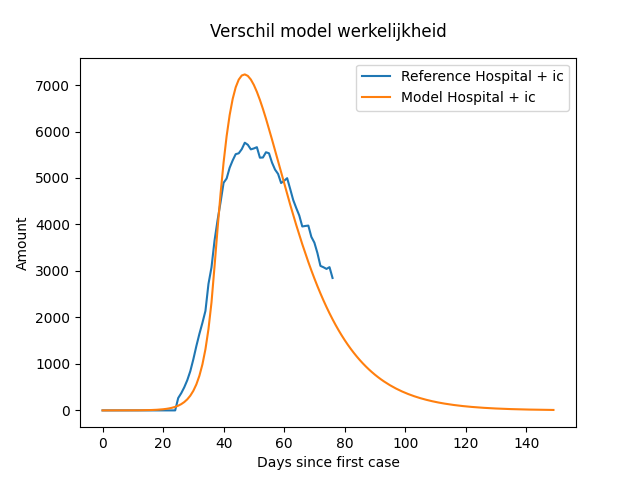 Verschil model werkelijkheid
Reference Hospital + ic
Model Hospital + ic
7000
6000
5000
4000
3000
2000
1000
0
Amount
0 20 40 60 80 100 120 140
Days since first case